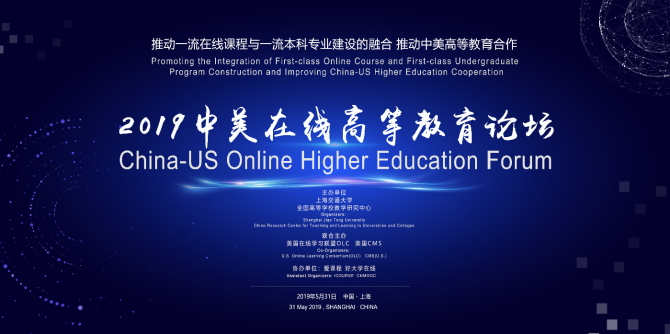 推动一流在线课程与一流本科专业建设的融合 推动中美高等教育合作
Promoting the Integration of First-class Online Course and First-class Undergraduate
Program Construction and Improving China-US Higher Education Cooperation
2019中美在线高等教育论坛
China-US Online Higher Education Forum
主办单位
上海交通大学
全国高等学校教学研究中心
Organizers:
Shanghai Jiao Tong University
China Research Center for Teaching and Learning in Universities and Colleges
联合主办
美国在线学习联盟OLC 美国CMS
Co-Organizers:
U.S. Online Learning Consortium(OLC) CMS(U.S.)
协办单位：爱课程 好大学在线
Assistant Organizers: ICOURSE CNMOOC
2019年5月31日 中国·上海
31 May 2019 , SHANGHAI · CHINA